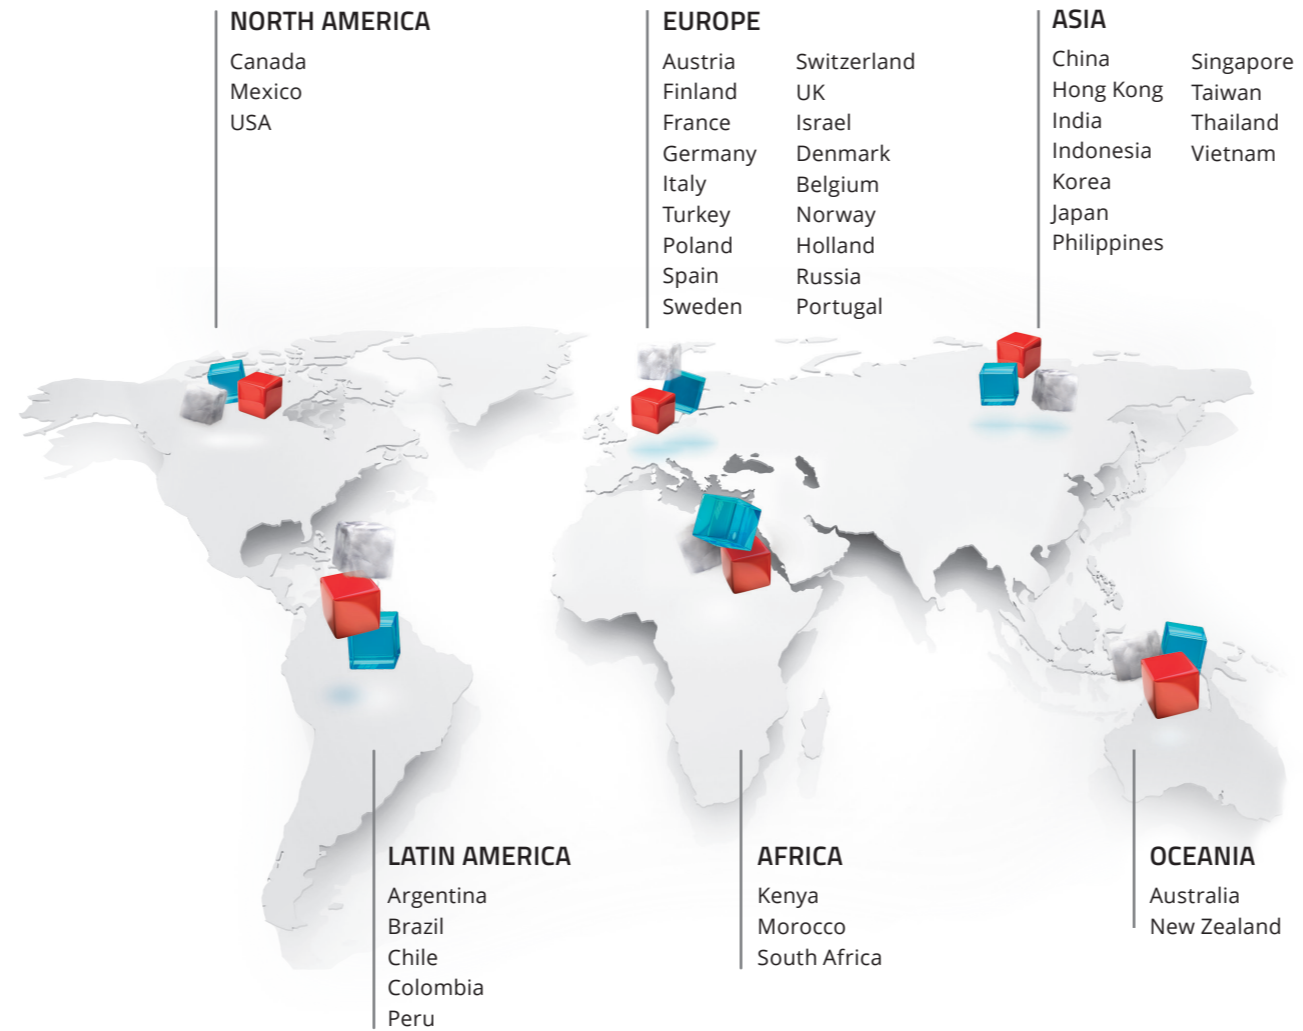 NORTH AMERICA
Canada
Mexico
USA
EUROPE
Austria
Finland
France
Germany
Italy
Turkey
Poland
Spain
Sweden
Switzerland
UK
Israel
Denmark
Belgium
Norway
Holland
Russia
Portugal
ASIA
China
Hong Kong
India
Indonesia
Korea
Japan
Philippines
Singapore
Taiwan
Thailand
Vietnam
LATIN AMERICA
Argentina
Brazil
Chile
Colombia
Peru
AFRICA
Kenya
Morocco
South Africa
OCEANIA
Australia
New Zealand